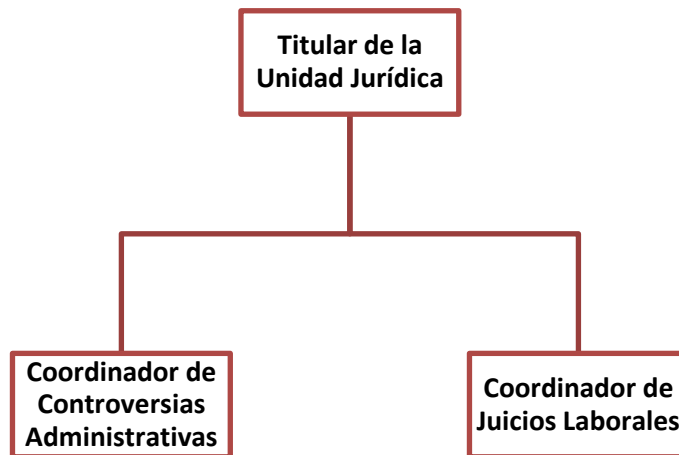 Titular de la
Unidad Jurídica
Coordinador de
Controversias
Administrativas
Coordinador de
Juicios Laborales